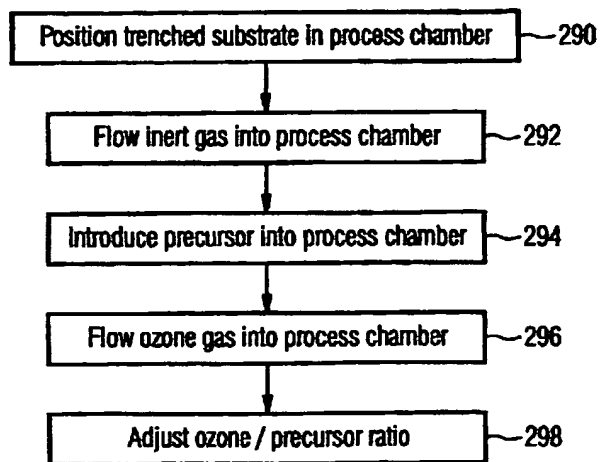 Position trenched substrate in process chamber 290
Flow inert gas into process chamber 292
Introduce precursor into process chamber 294
Flow ozone gas into process chamber 296
Adjust ozone / precursor ratio 298